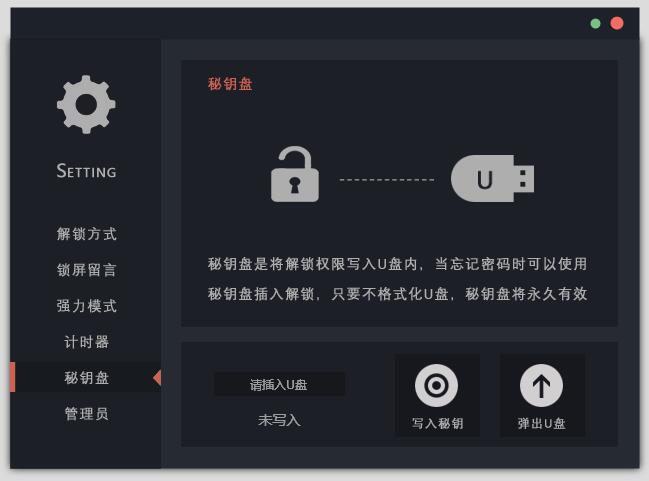 SETTING
解锁方式
锁屏留言
强力模式
计时器
秘钥盘
管理员
秘钥盘
U
秘钥盘是将解锁权限写入U盘内，当忘记密码时可以使用
秘钥盘插入解锁，只要不格式化U盘，秘钥盘将永久有效
请插入U盘
未写入
写入秘钥
弹出U盘